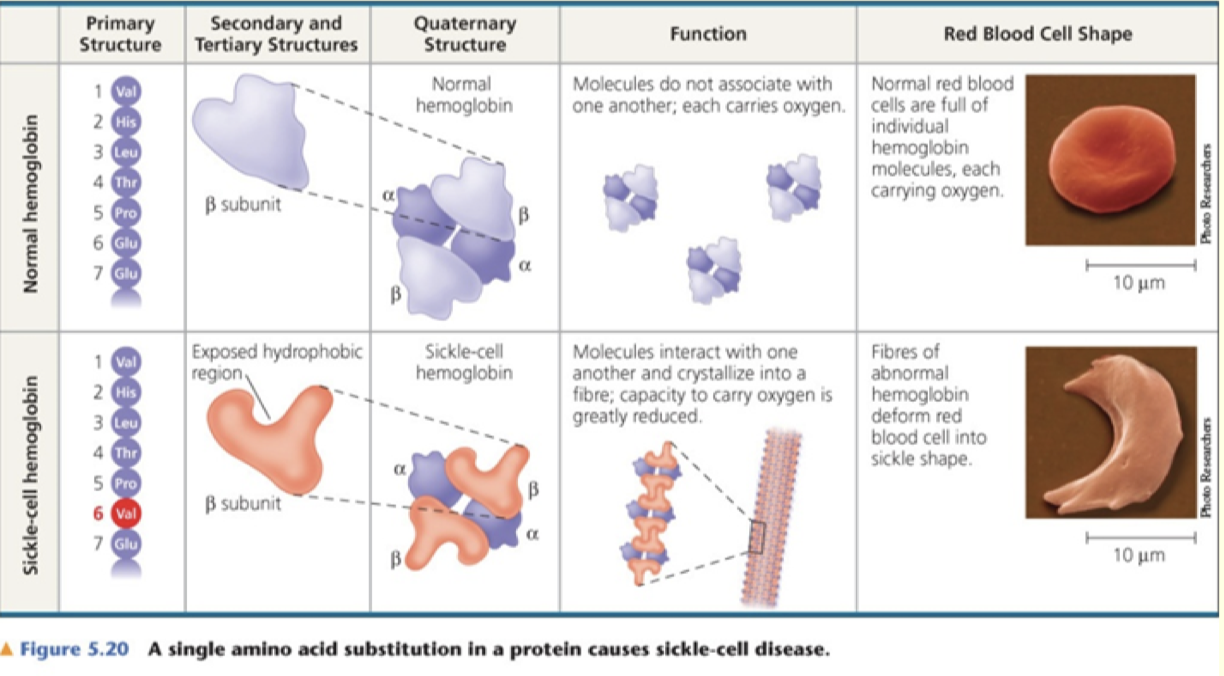 Primary
Structure
Secondary and
Tertiary Structures
Quaternary
Structure
Function
Red Blood Cell Shape
Normal hemoglobin
1 Val
2 His
3 Leu
4 Thr
5 Pro
6 Glu
7 Glu
β subunit
Normal
hemoglobin
α
β
α
β
Molecules do not associate with
one another; each carries oxygen.
Normal red blood
cells are full of
individual
hemoglobin
molecules, each
carrying oxygen.
Photo Researchers
10 µm
Sickle-cell hemoglobin
1 Val
2 His
3 Leu
4 Thr
5 Pro
6 Val
7 Glu
Exposed hydrophobic
region
β subunit
Sickle-cell
hemoglobin
α
β
α
β
Molecules interact with one
another and crystallize into a
fibre; capacity to carry oxygen is
greatly reduced.
Fibres of
abnormal
hemoglobin
deform red
blood cell into
sickle shape.
Photo Researchers
10 µm
▲ Figure 5.20 A single amino acid substitution in a protein causes sickle-cell disease.